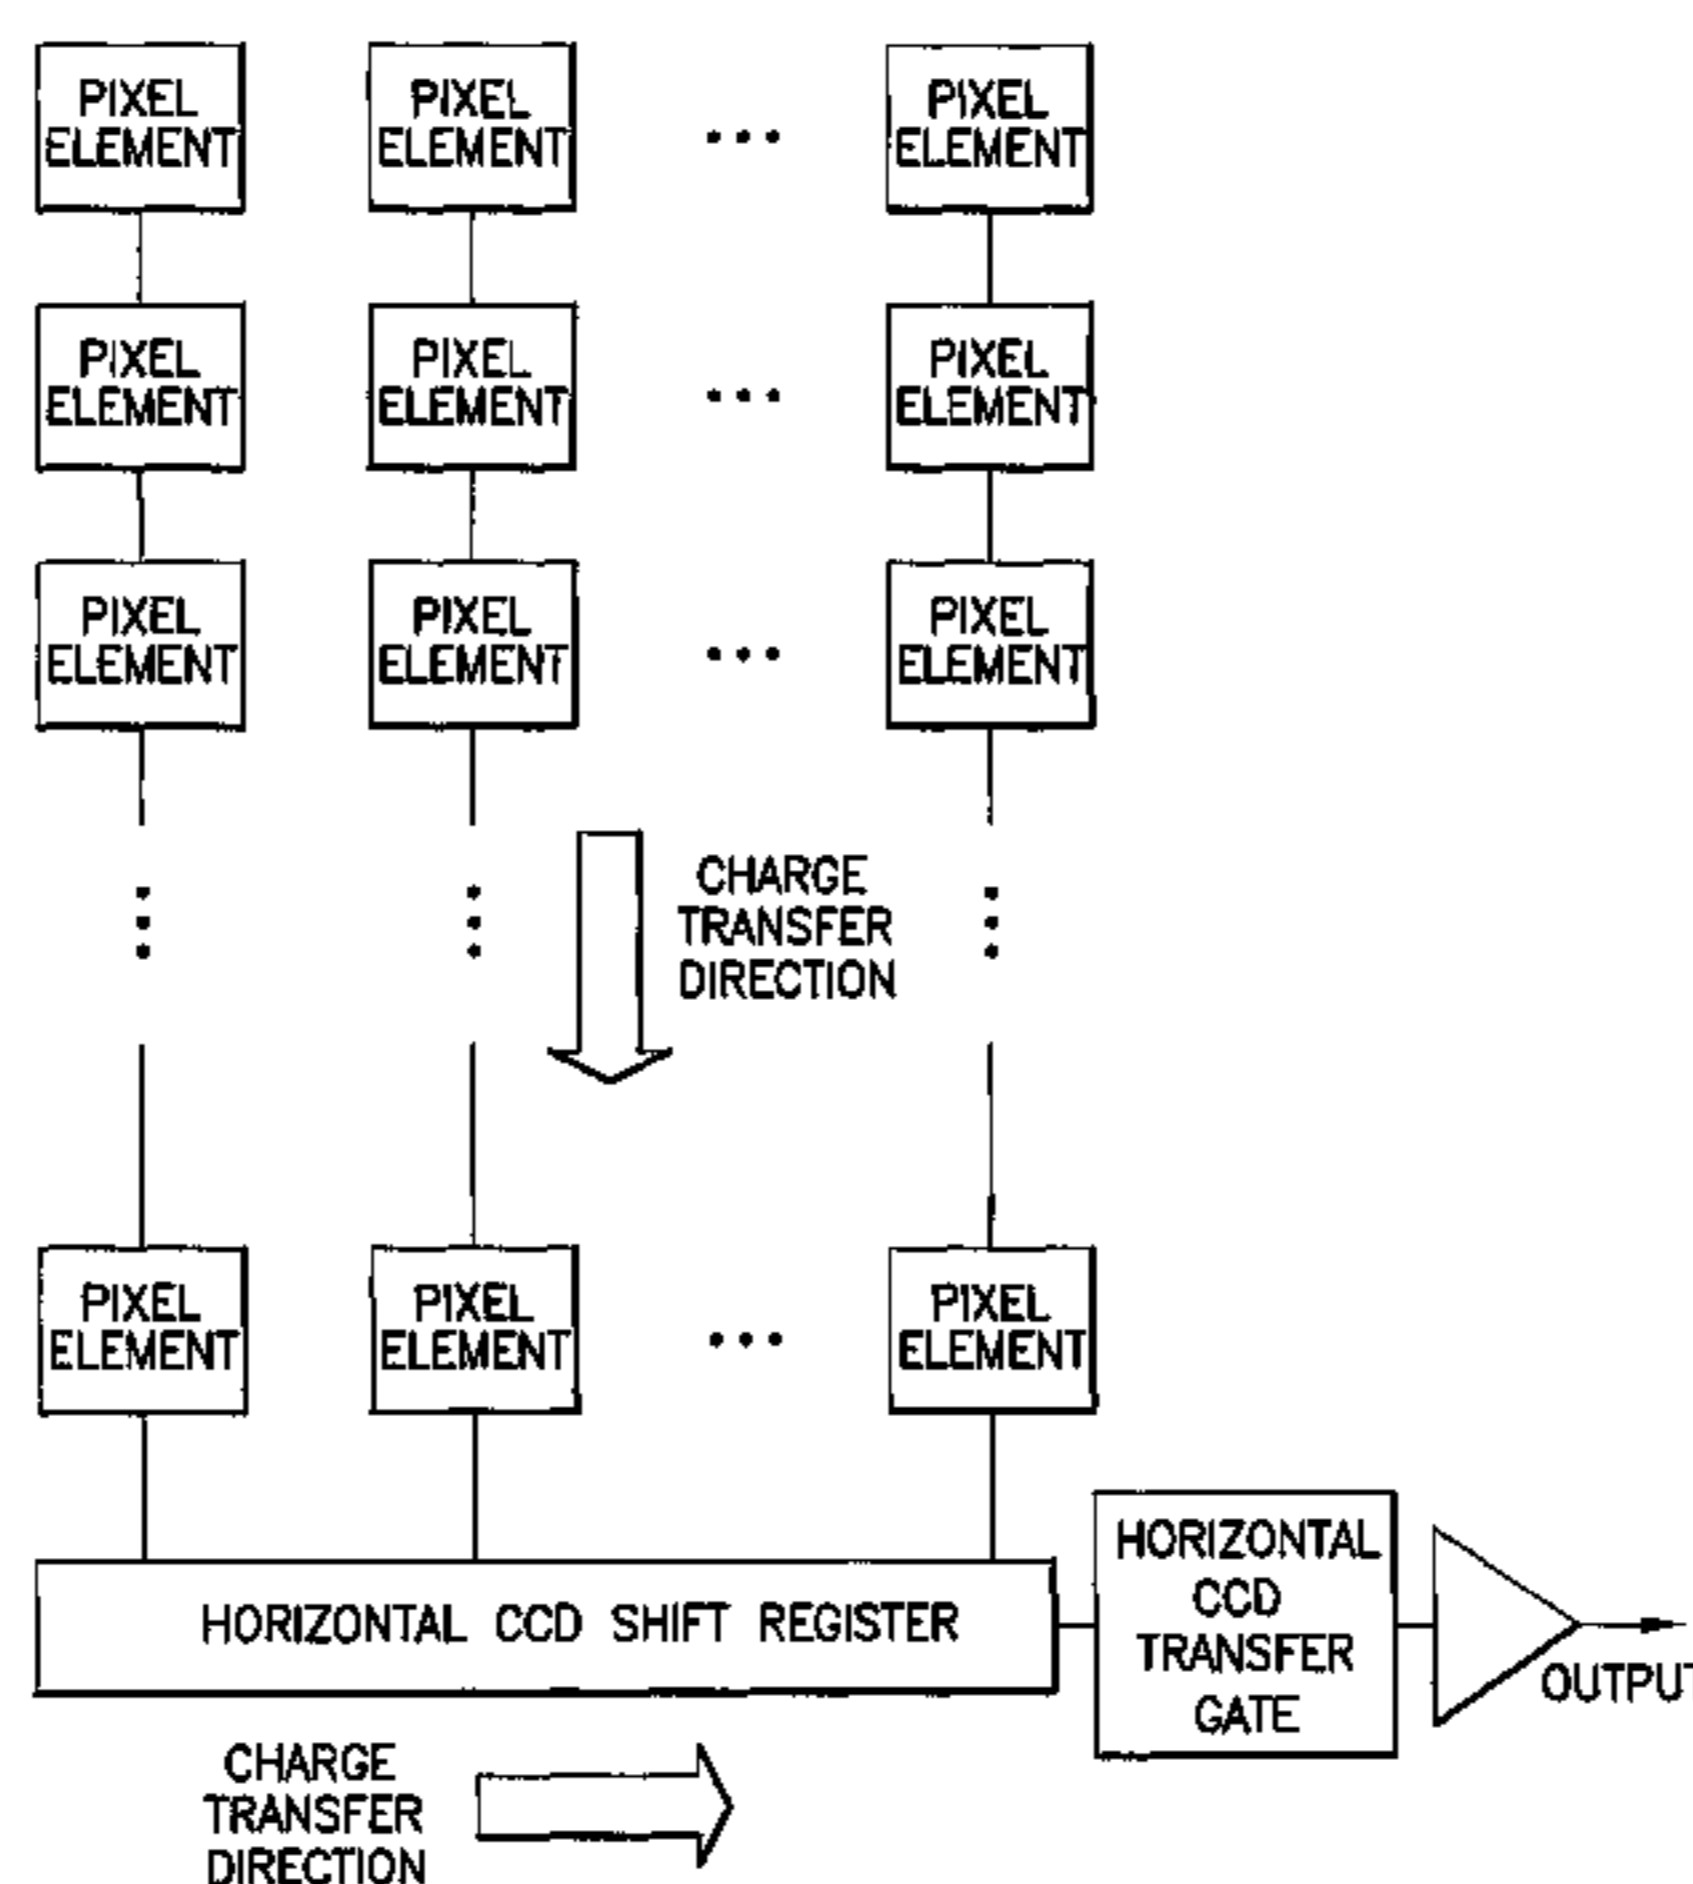 PIXEL
ELEMENT
PIXEL
ELEMENT
PIXEL
ELEMENT
PIXEL
ELEMENT
PIXEL
ELEMENT
PIXEL
ELEMENT
PIXEL
ELEMENT
PIXEL
ELEMENT
PIXEL
ELEMENT
CHARGE
TRANSFER
DIRECTION
PIXEL
ELEMENT
PIXEL
ELEMENT
PIXEL
ELEMENT
HORIZONTAL CCD SHIFT REGISTER
HORIZONTAL
CCD
TRANSFER
GATE
OUTPUT
CHARGE
TRANSFER
DIRECTION